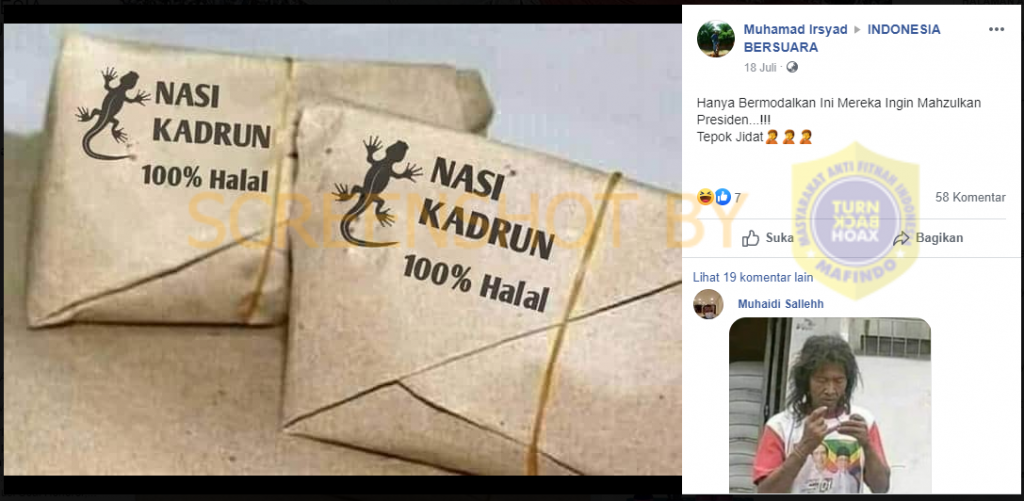 NASI
KADRUN
100% Halal
NASI
KADRUN
100% Halal
SCREENSHOT BY
Muhamad Irsyad ▸ INDONESIA
BERSUARA
18 Juli ·
Hanya Bermodalkan Ini Mereka Ingin Mahzulkan
Presiden...!!!
Tepok Jidat🤦🤦🤦
7
58 Komentar
Suka
Bagikan
MASYARAKAT ANTI FITNAH INDONESIA
TURN
BACK
HOAX
MAFINDO
Lihat 19 komentar lain
Muhaidi Sallehh
01